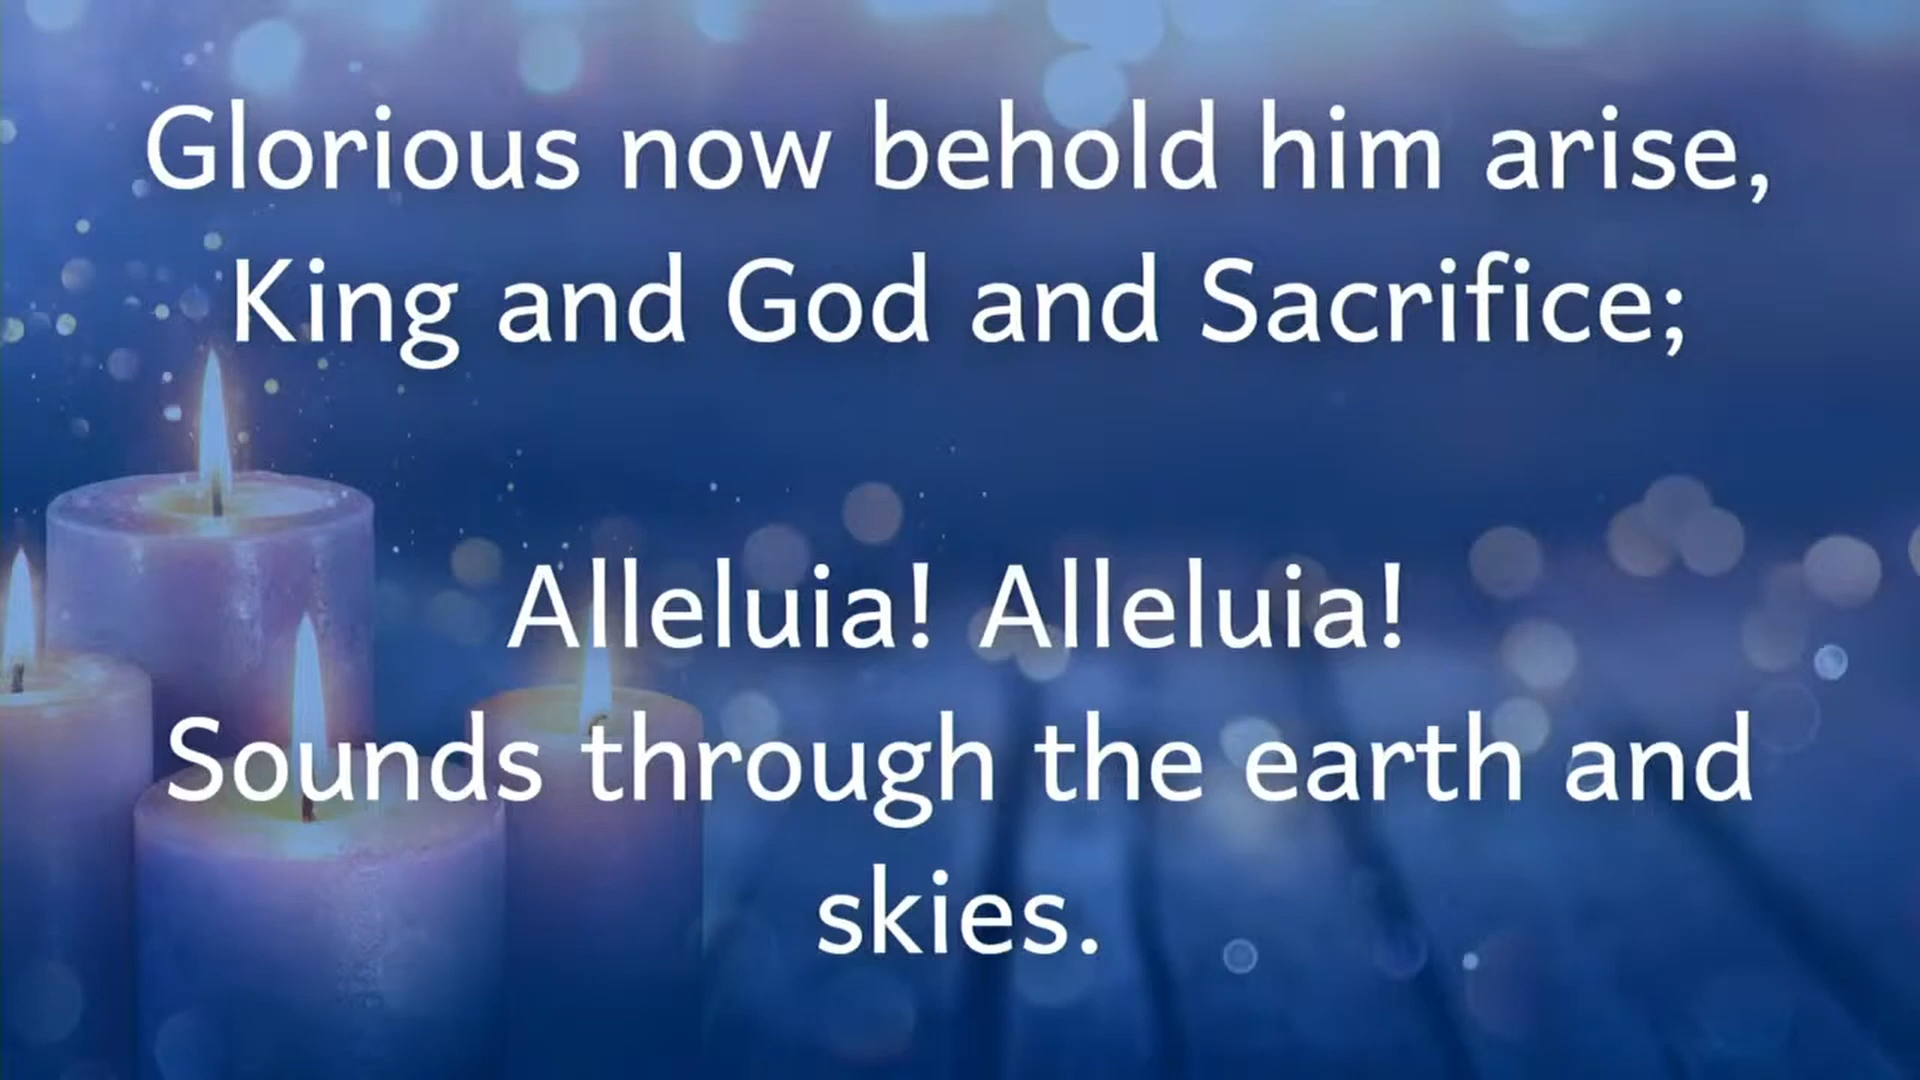 Glorious now behold him arise,
King and God and Sacrifice;
Alleluia! Alleluia!
Sounds through the earth and
skies.